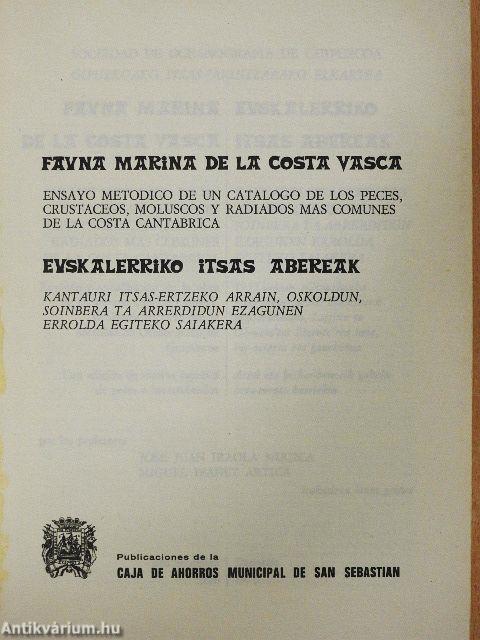 FAVNA MARINA DE LA COSTA VASCA
ENSAYO METODICO DE UN CATALOGO DE LOS PECES,
CRUSTACEOS, MOLUSCOS Y RADIADOS MAS COMUNES
DE LA COSTA CANTABRICA
EVSKALERRIKO ITSAS ABEREAK
KANTAURI ITSAS-ERTZEKO ARRAIN, OSKOLDUN,
SOINBERA TA ARRERDIDUN EZAGUNEN
ERROLDA EGITEKO SAIAKERA
Publicaciones de la
CAJA DE AHORROS MUNICIPAL DE SAN SEBASTIAN
Antikvárium.hu